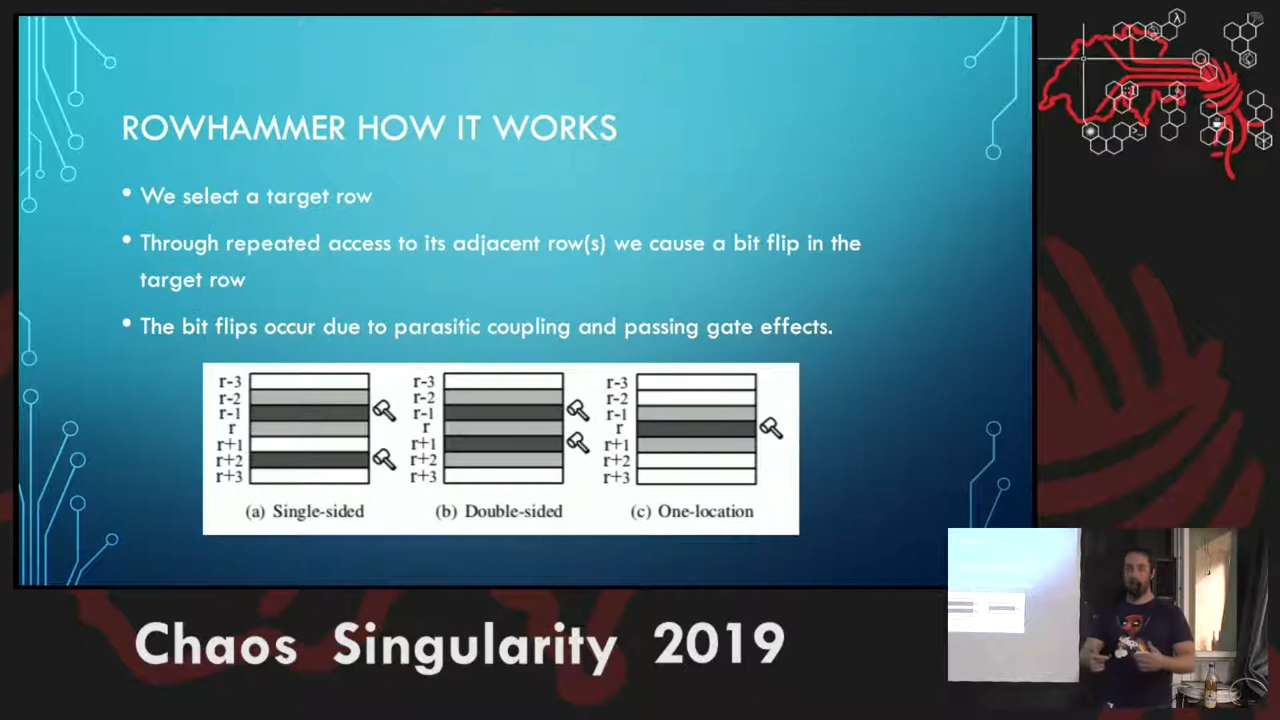 ROWHAMMER HOW IT WORKS
• We select a target row
• Through repeated access to its adjacent row(s) we cause a bit flip in the
target row
• The bit flips occur due to parasitic coupling and passing gate effects.
r-3 r-3 r-3
r-2 r-2 r-2
r-1 r-1 r-1
r r r
r+1 r+1 r+1
r+2 r+2 r+2
r+3 r+3 r+3
(a) Single-sided (b) Double-sided (c) One-location
Chaos Singularity 2019